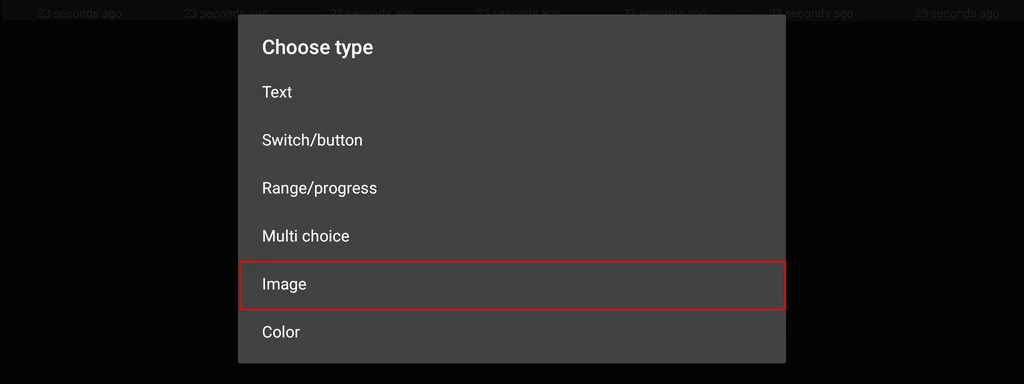 23 seconds ago 23 seconds ago 23 seconds ago 23 seconds ago 23 seconds ago 23 seconds ago 23 seconds ago
Choose type
Text
Switch/button
Range/progress
Multi choice
Image
Color